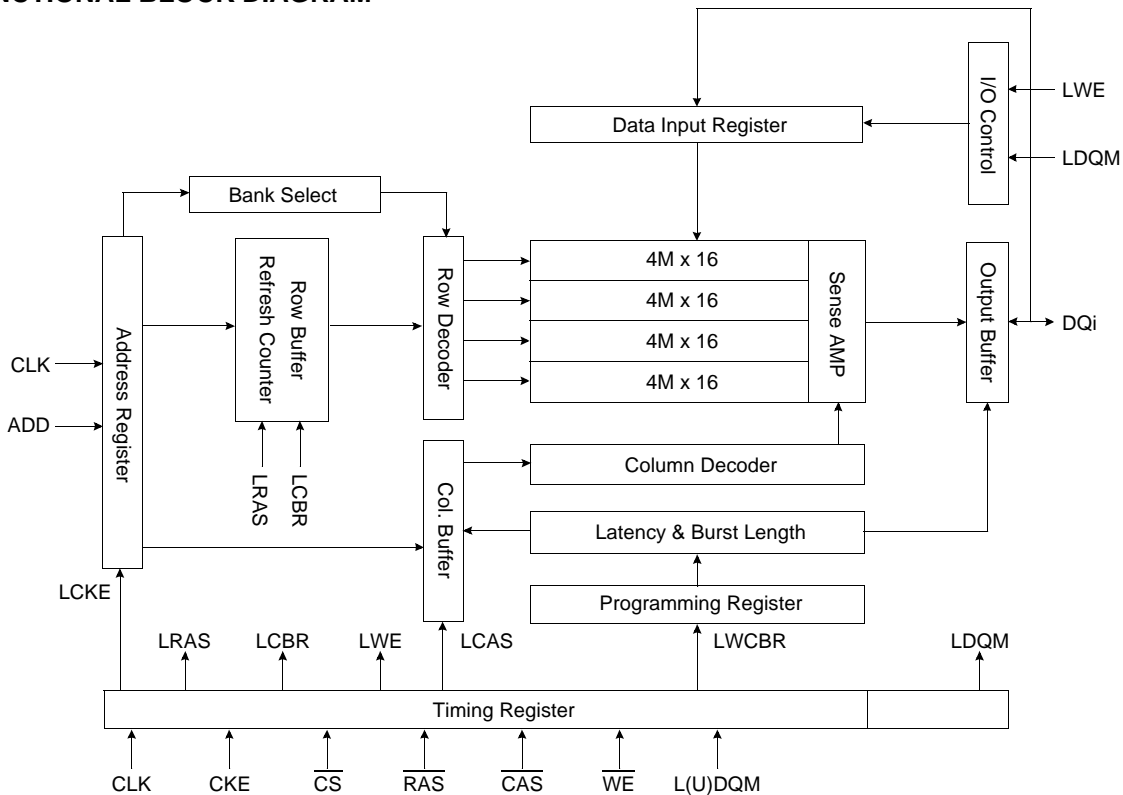 I/O Control
LWE
LDQM
Data Input Register
Bank Select
4M x 16
4M x 16
4M x 16
4M x 16
Sense AMP
Output Buffer
DQi
Row Decoder
Row Buffer
Refresh Counter
Address Register
CLK
ADD
LRAS
LCBR
Col. Buffer
Column Decoder
Latency & Burst Length
Programming Register
LCKE
LRAS
LCBR
LWE
LCAS
LWCBR
LDQM
Timing Register
CLK
CKE
CS
RAS
CAS
WE
L(U)DQM